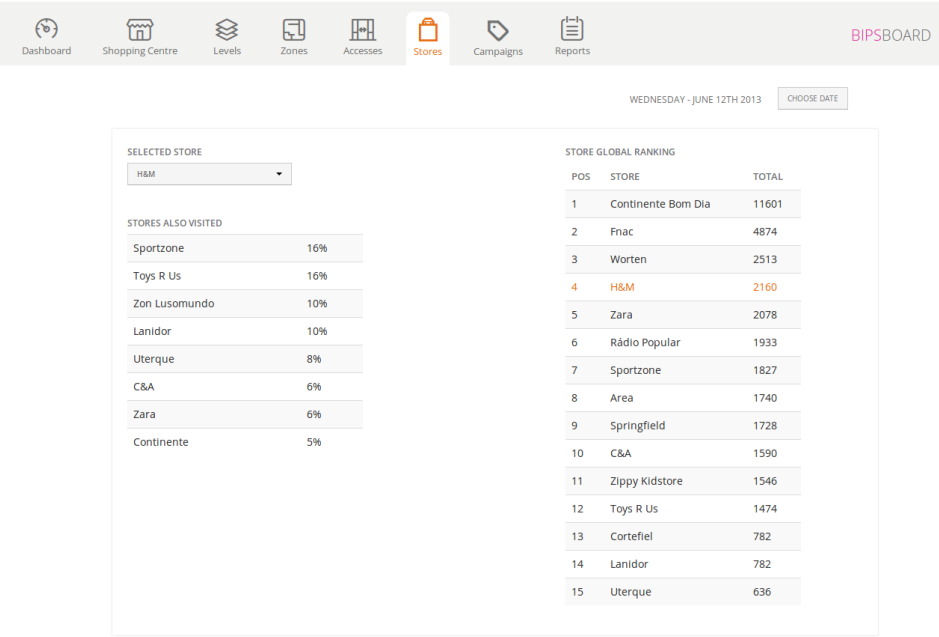 Dashboard Shopping Centre Levels Zones Accesses Stores Campaigns Reports BIPSBOARD
WEDNESDAY - JUNE 12TH 2013 CHOOSE DATE
SELECTED STORE
H&M
STORES ALSO VISITED
Sportzone 16%
Toys R Us 16%
Zon Lusomundo 10%
Lanidor 10%
Uterque 8%
C&A 6%
Zara 6%
Continente 5%
STORE GLOBAL RANKING
POS STORE TOTAL
1 Continente Bom Dia 11601
2 Fnac 4874
3 Worten 2513
4 H&M 2160
5 Zara 2078
6 Rádio Popular 1933
7 Sportzone 1827
8 Area 1740
9 Springfield 1728
10 C&A 1590
11 Zippy Kidstore 1546
12 Toys R Us 1474
13 Cortefiel 782
14 Lanidor 782
15 Uterque 636